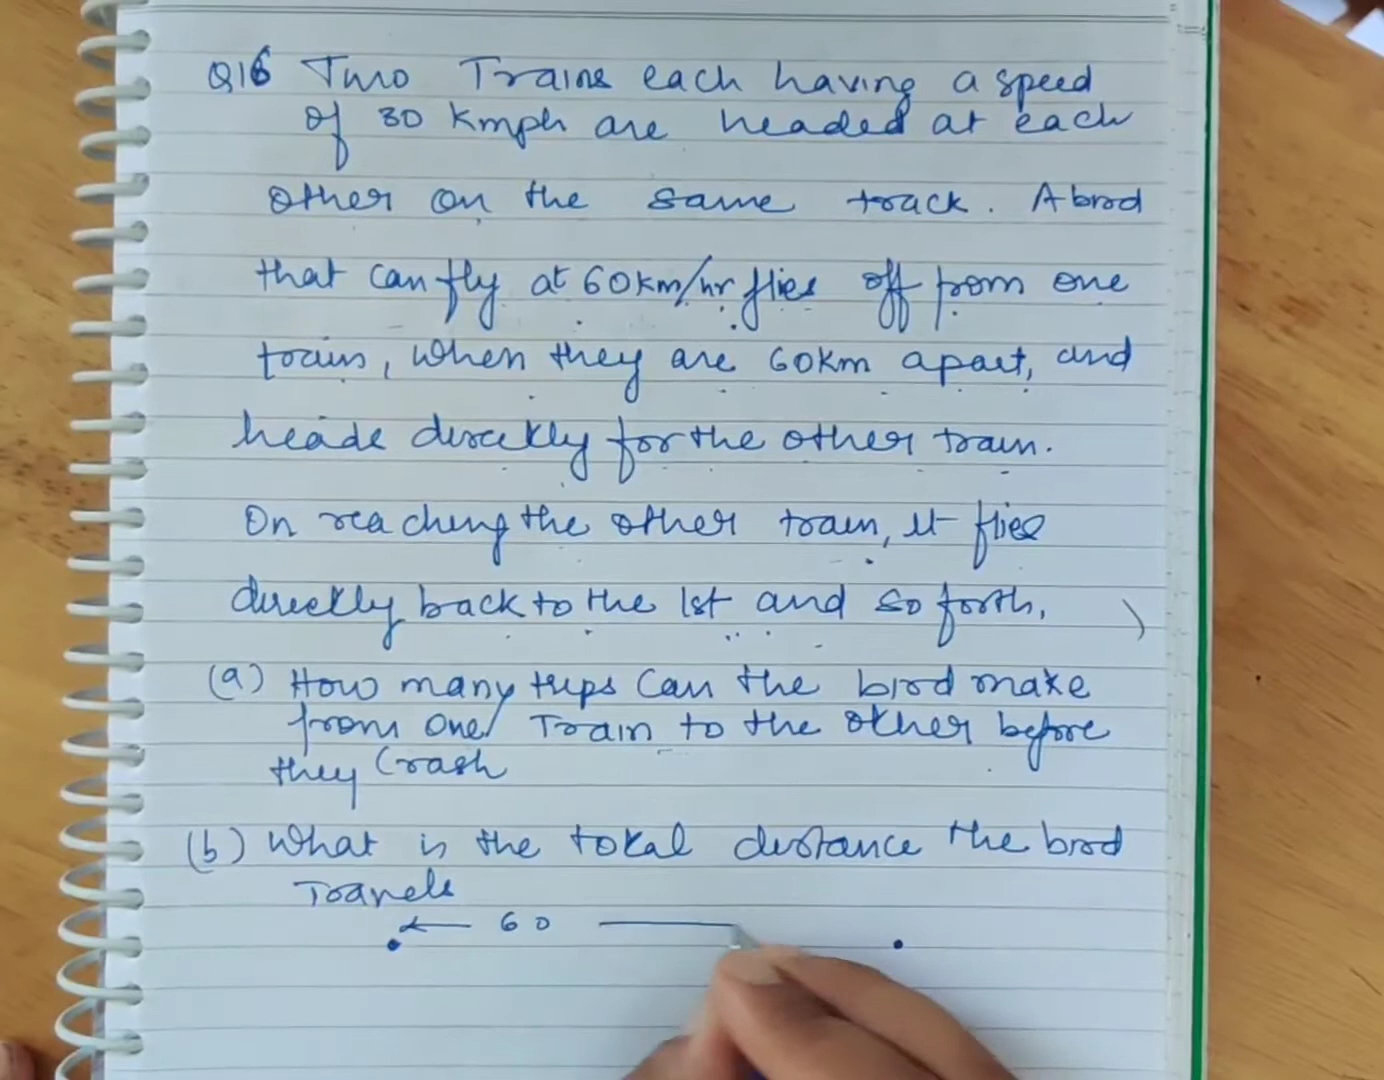 Q16 Two Trains each having a speed
of 30 Kmph are headed at each
other on the same track. A bird
that can fly at 60km/hr flies off from one
train, when they are 60Km apart, and
heads directly for the other train.
On reaching the other train, it flies
directly back to the 1st and so forth,
(a) How many trips Can the bird make
from one Train to the other before
they Crash
(b) What is the total distance the bird
Travels
60